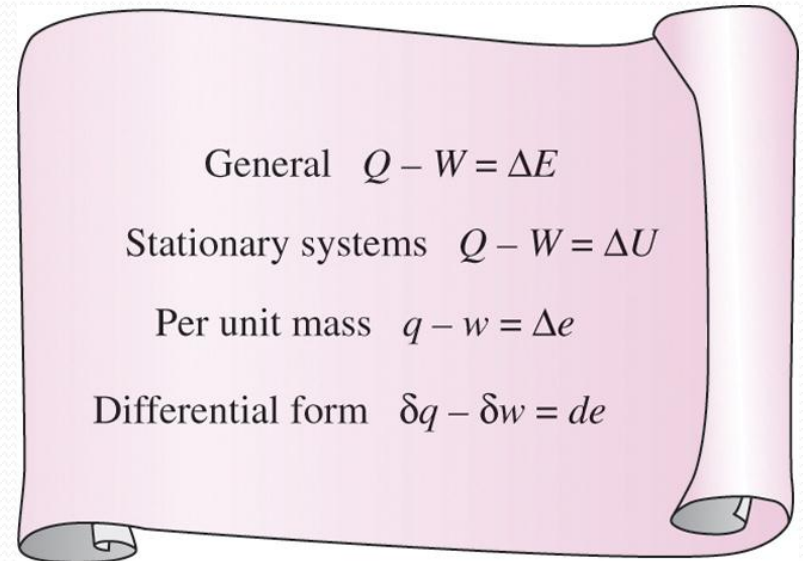 General Q – W = ΔE
Stationary systems Q – W = ΔU
Per unit mass q – w = Δe
Differential form δq – δw = de